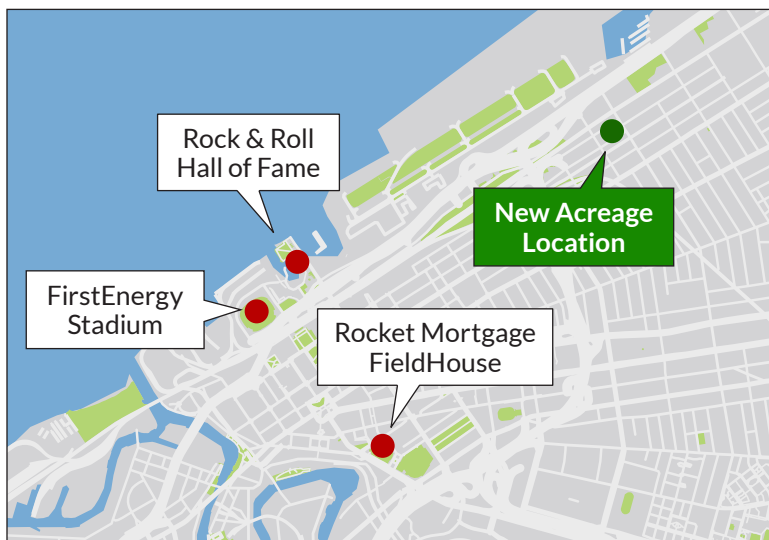 Rock & Roll
Hall of Fame
New Acreage
Location
FirstEnergy
Stadium
Rocket Mortgage
FieldHouse